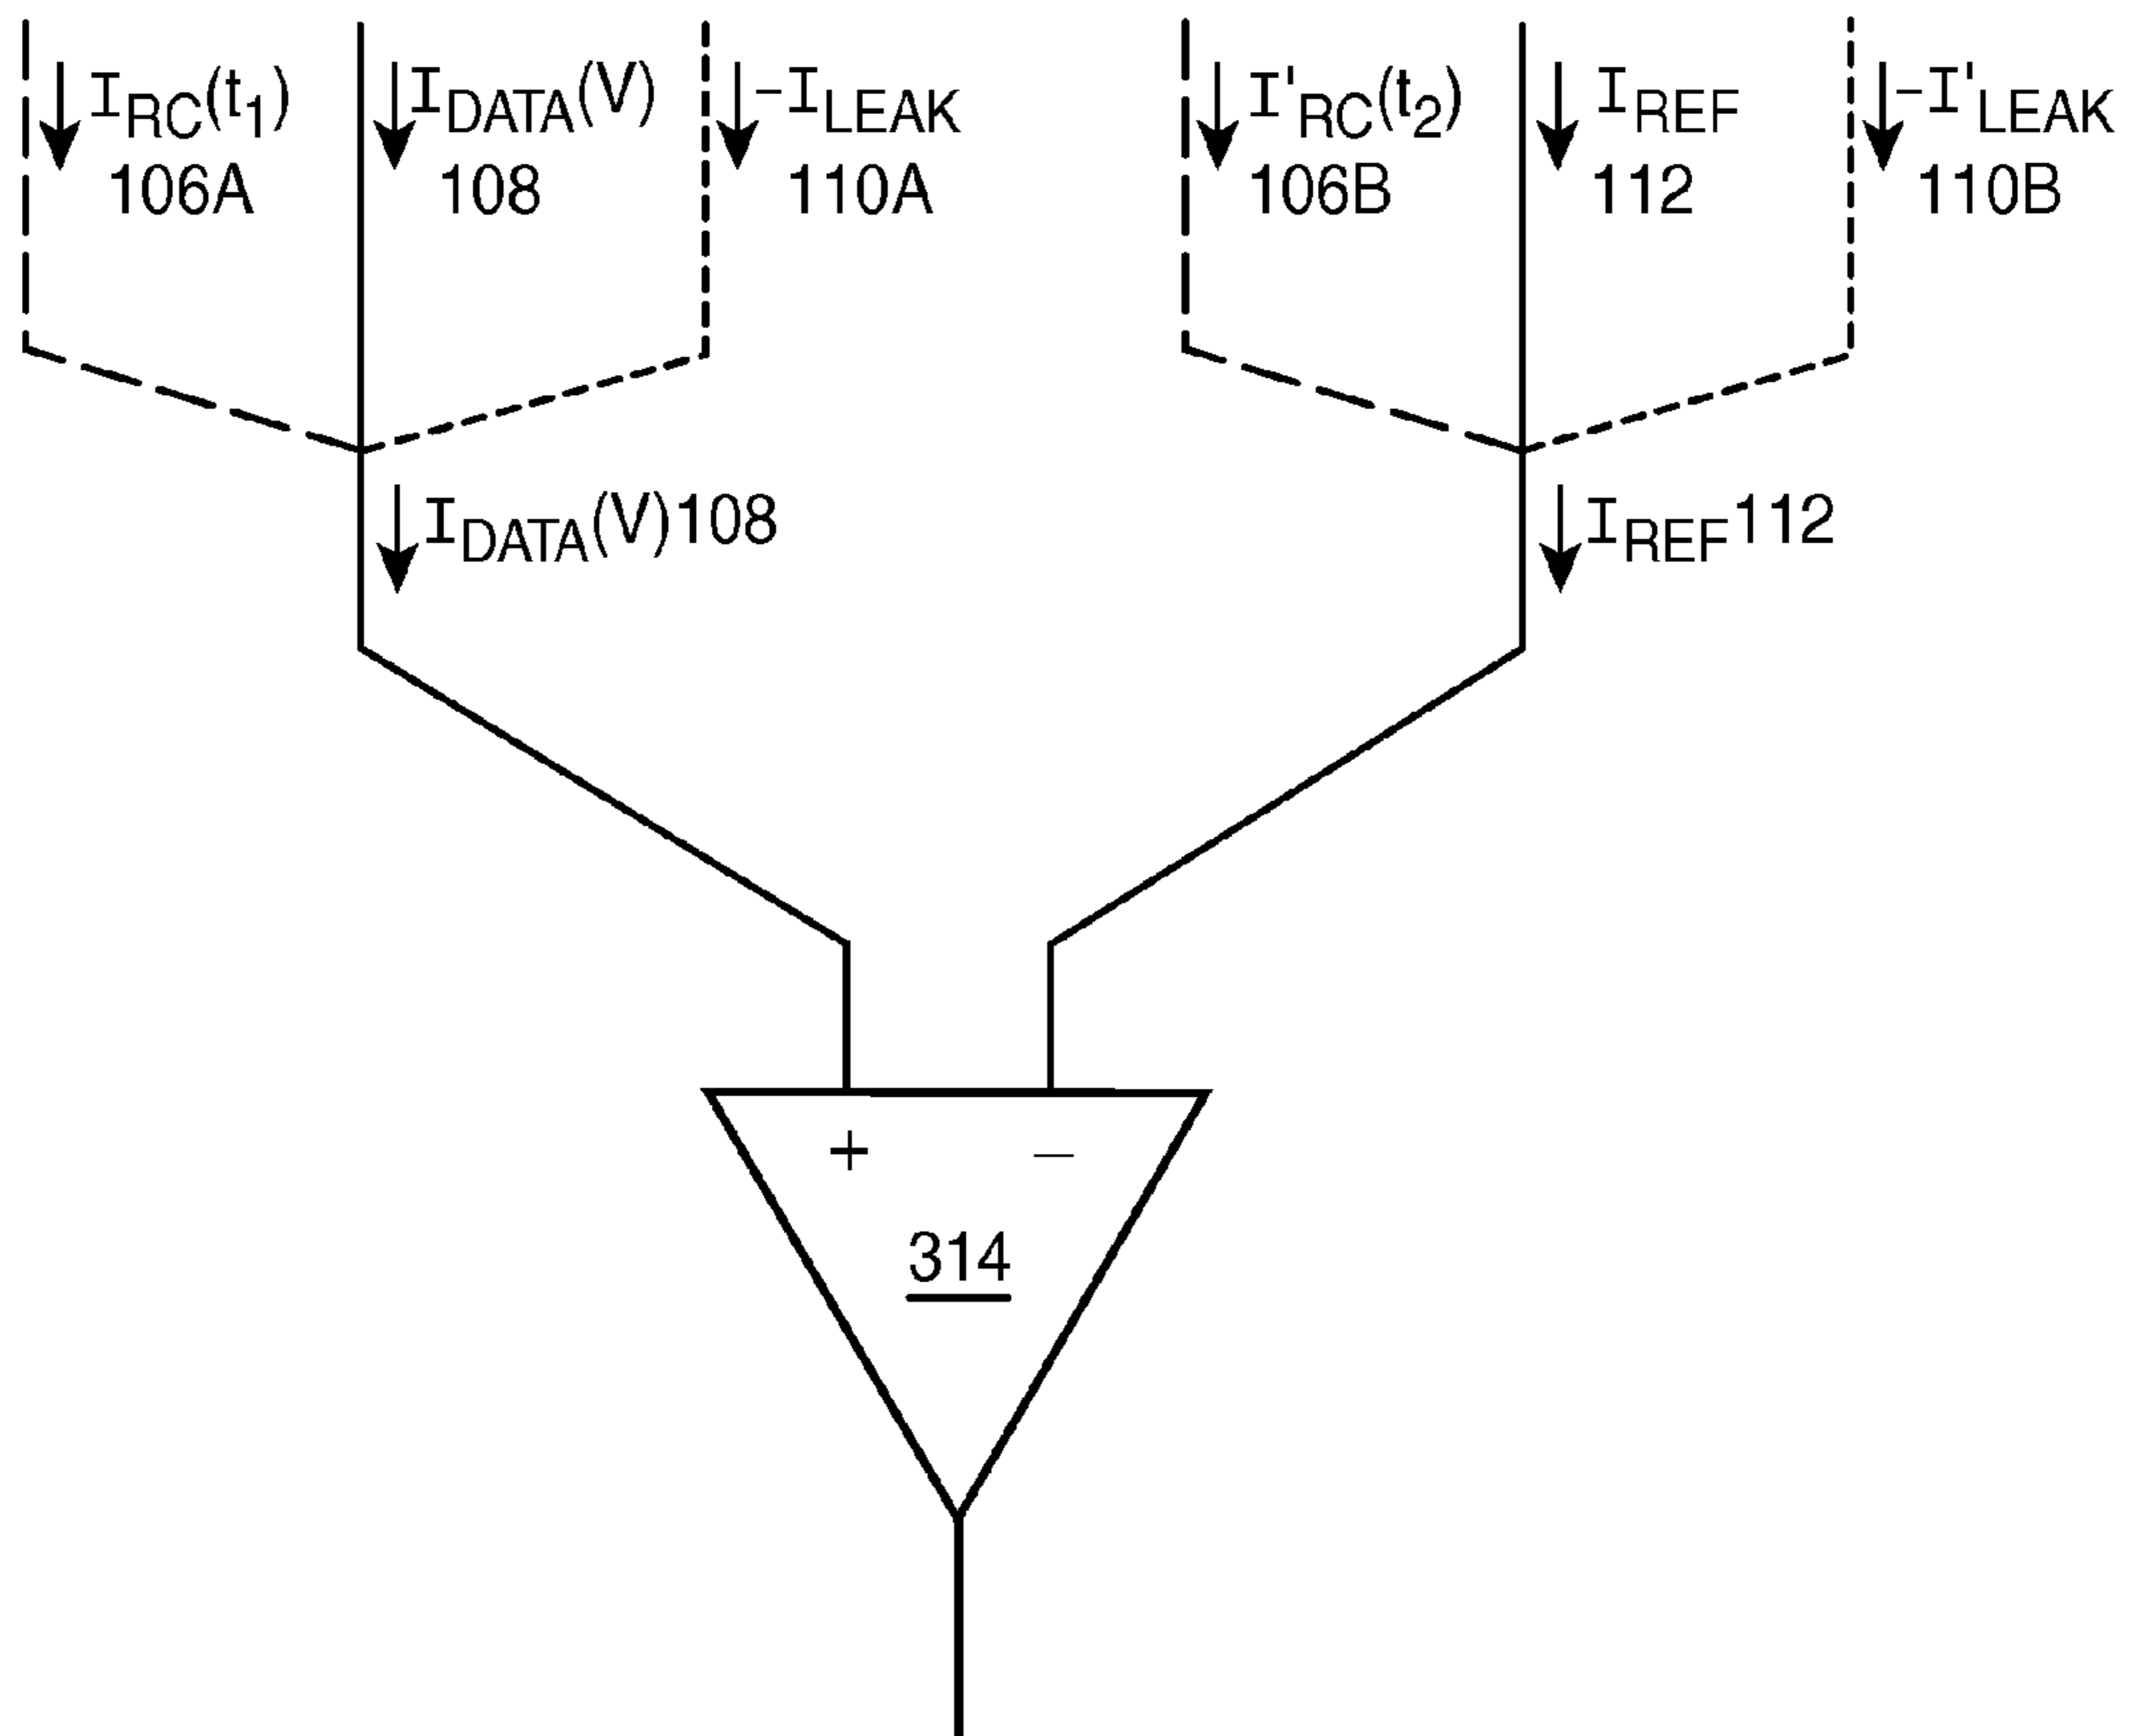 I_RC(t_1) I_DATA(V) -I_LEAK I'_RC(t_2) I_REF -I'_LEAK
106A 108 110A 106B 112 110B
I_DATA(V)108 I_REF112
+ −
314